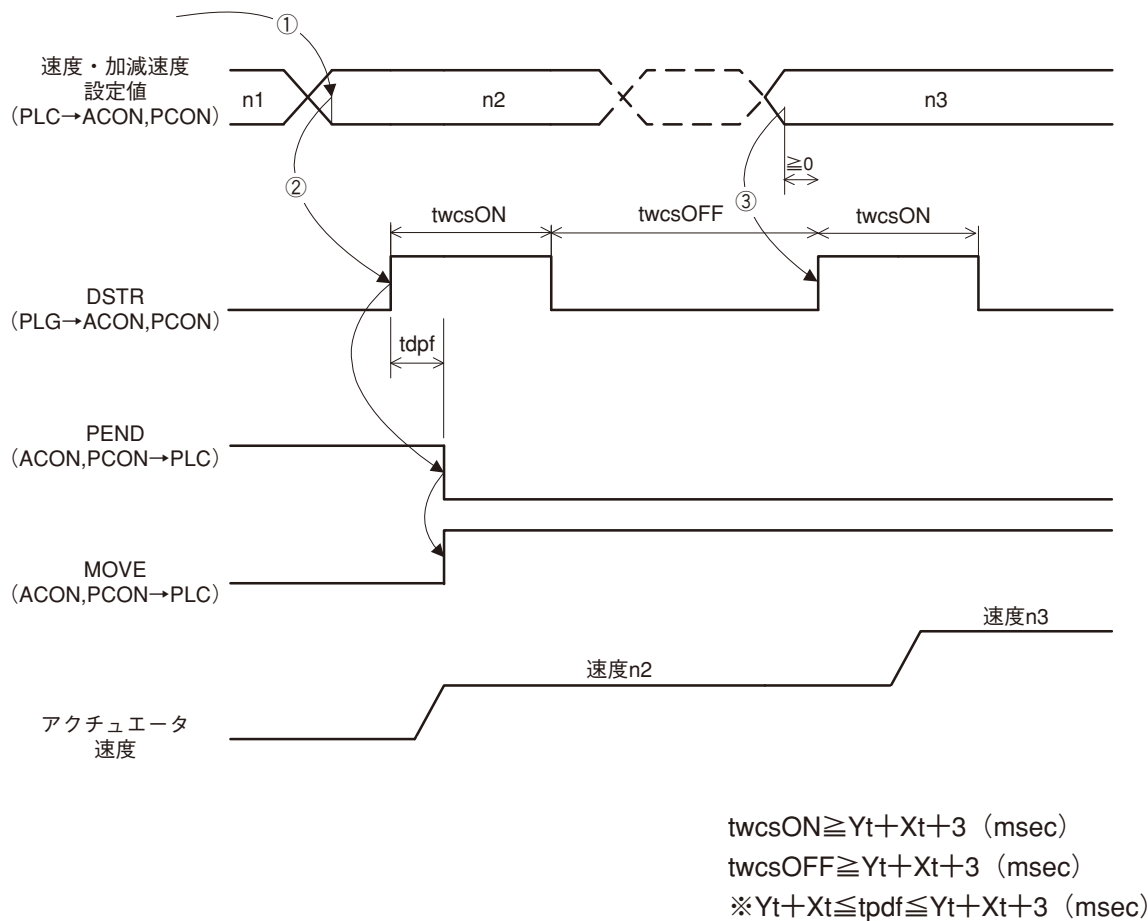 ①
速度・加減速度
設定値
（PLC→ACON,PCON）
n1
n2
n3
≧0
②
③
twcsON
twcsOFF
twcsON
DSTR
（PLG→ACON,PCON）
tdpf
PEND
（ACON,PCON→PLC）
MOVE
（ACON,PCON→PLC）
速度n3
速度n2
アクチュエータ
速度
twcsON≧Yt＋Xt＋3（msec）
twcsOFF≧Yt＋Xt＋3（msec）
※Yt＋Xt≦tpdf≦Yt＋Xt＋3（msec）